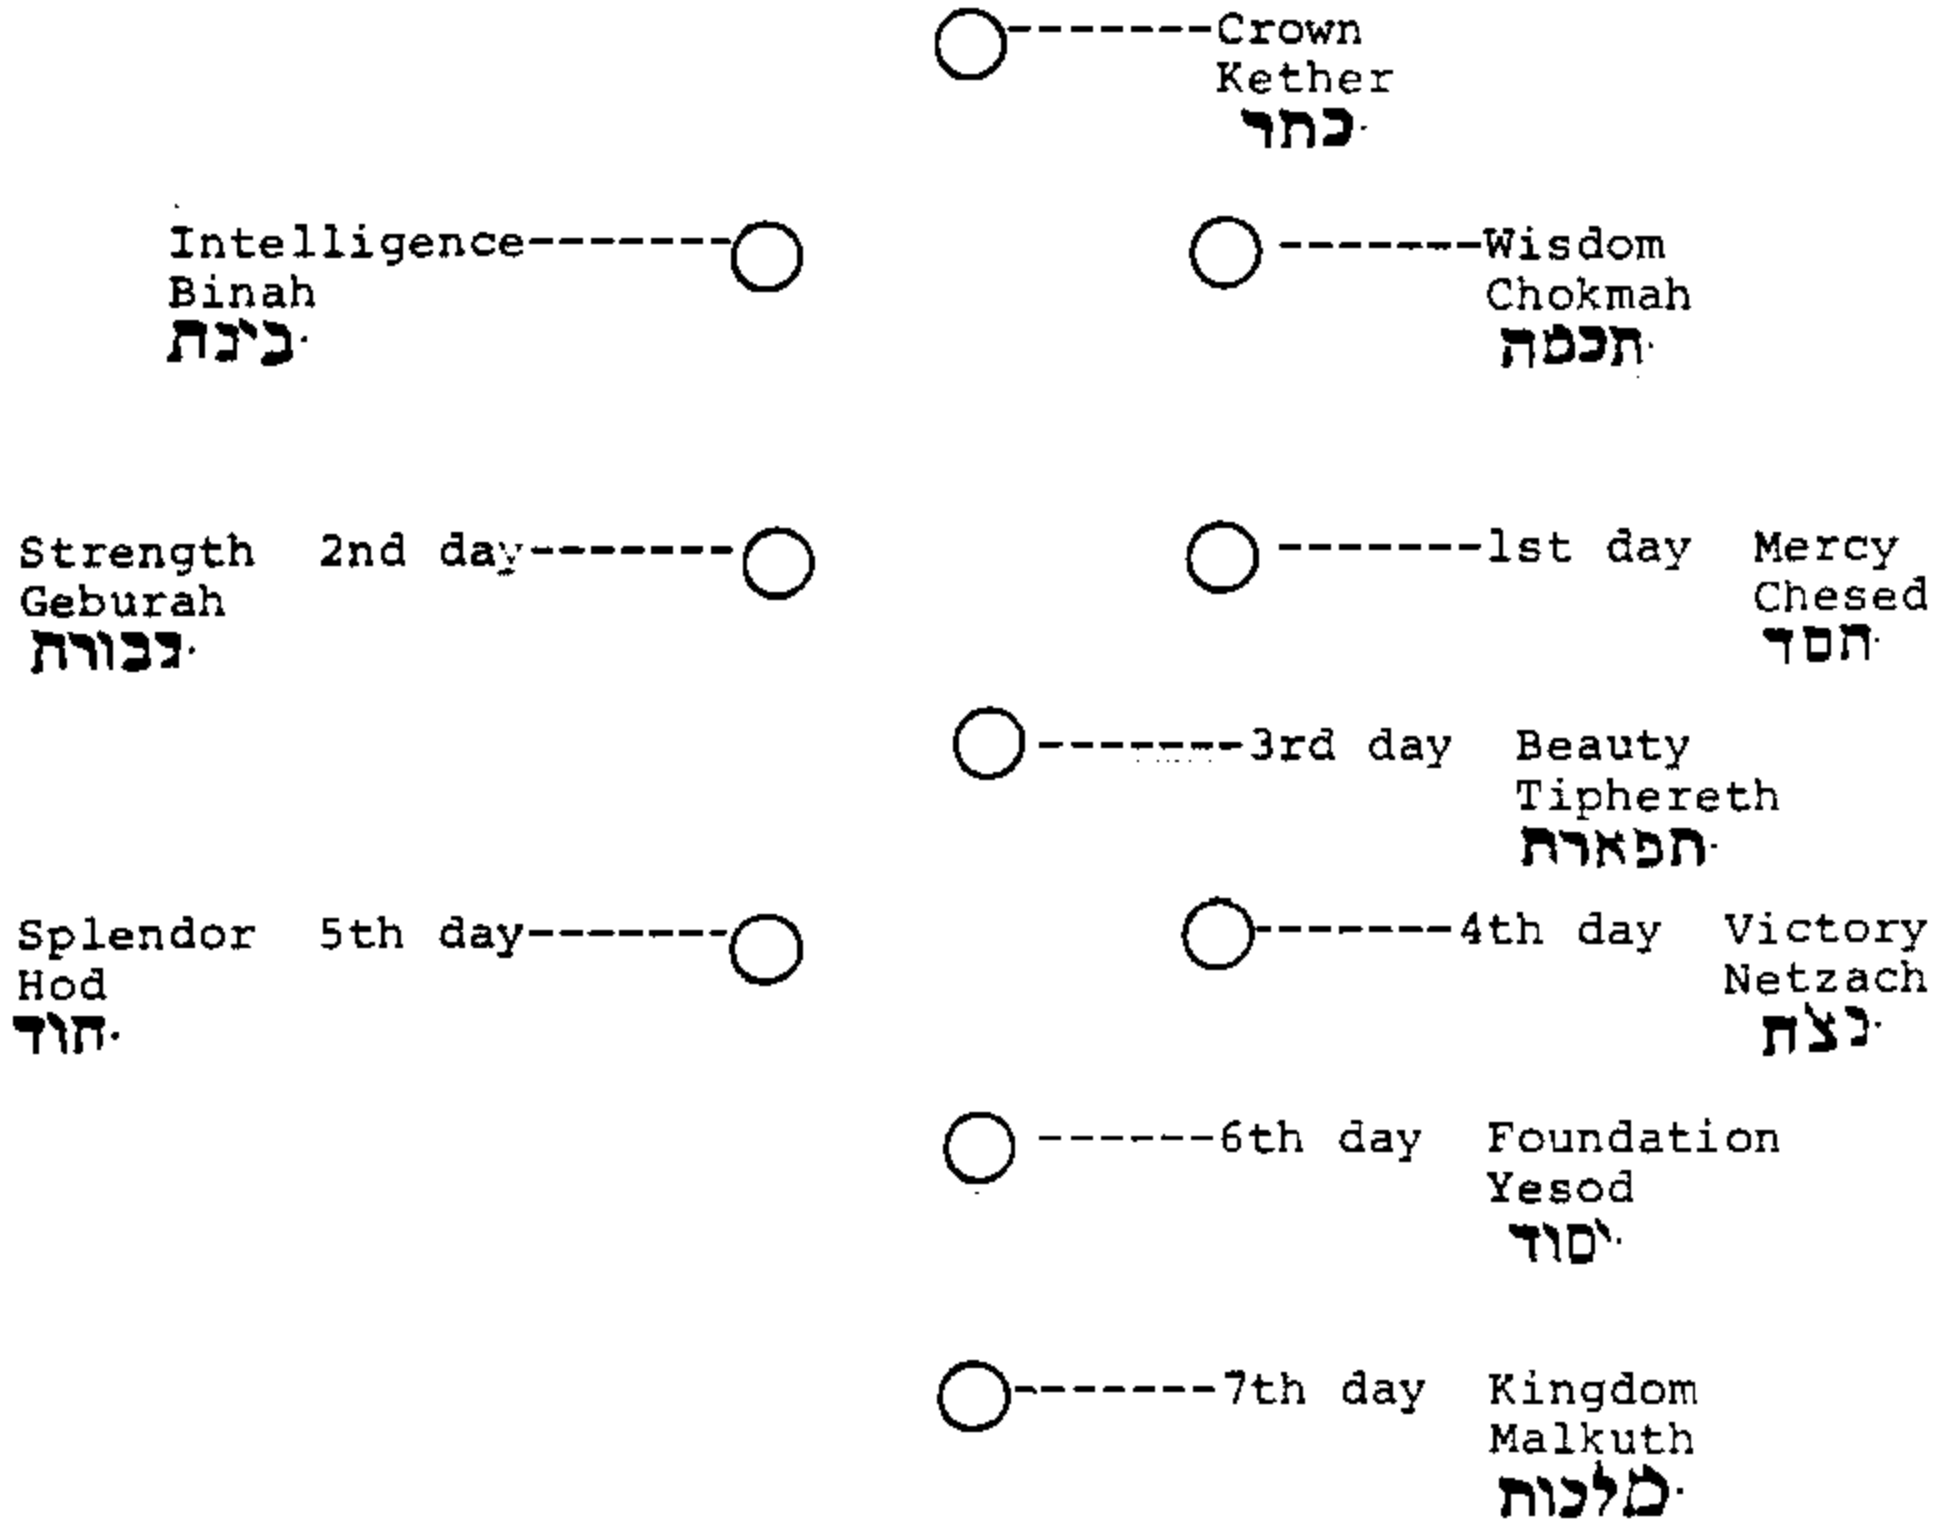 -------Crown
Kether
כתר
Intelligence-------
Binah
בינה
-------Wisdom
Chokmah
חכמה
Strength 2nd day-------
Geburah
גבורה
-------1st day Mercy
Chesed
חסד
-------3rd day Beauty
Tiphereth
תפארת
Splendor 5th day-------
Hod
הוד
-------4th day Victory
Netzach
נצח
------6th day Foundation
Yesod
יסוד
-------7th day Kingdom
Malkuth
מלכות